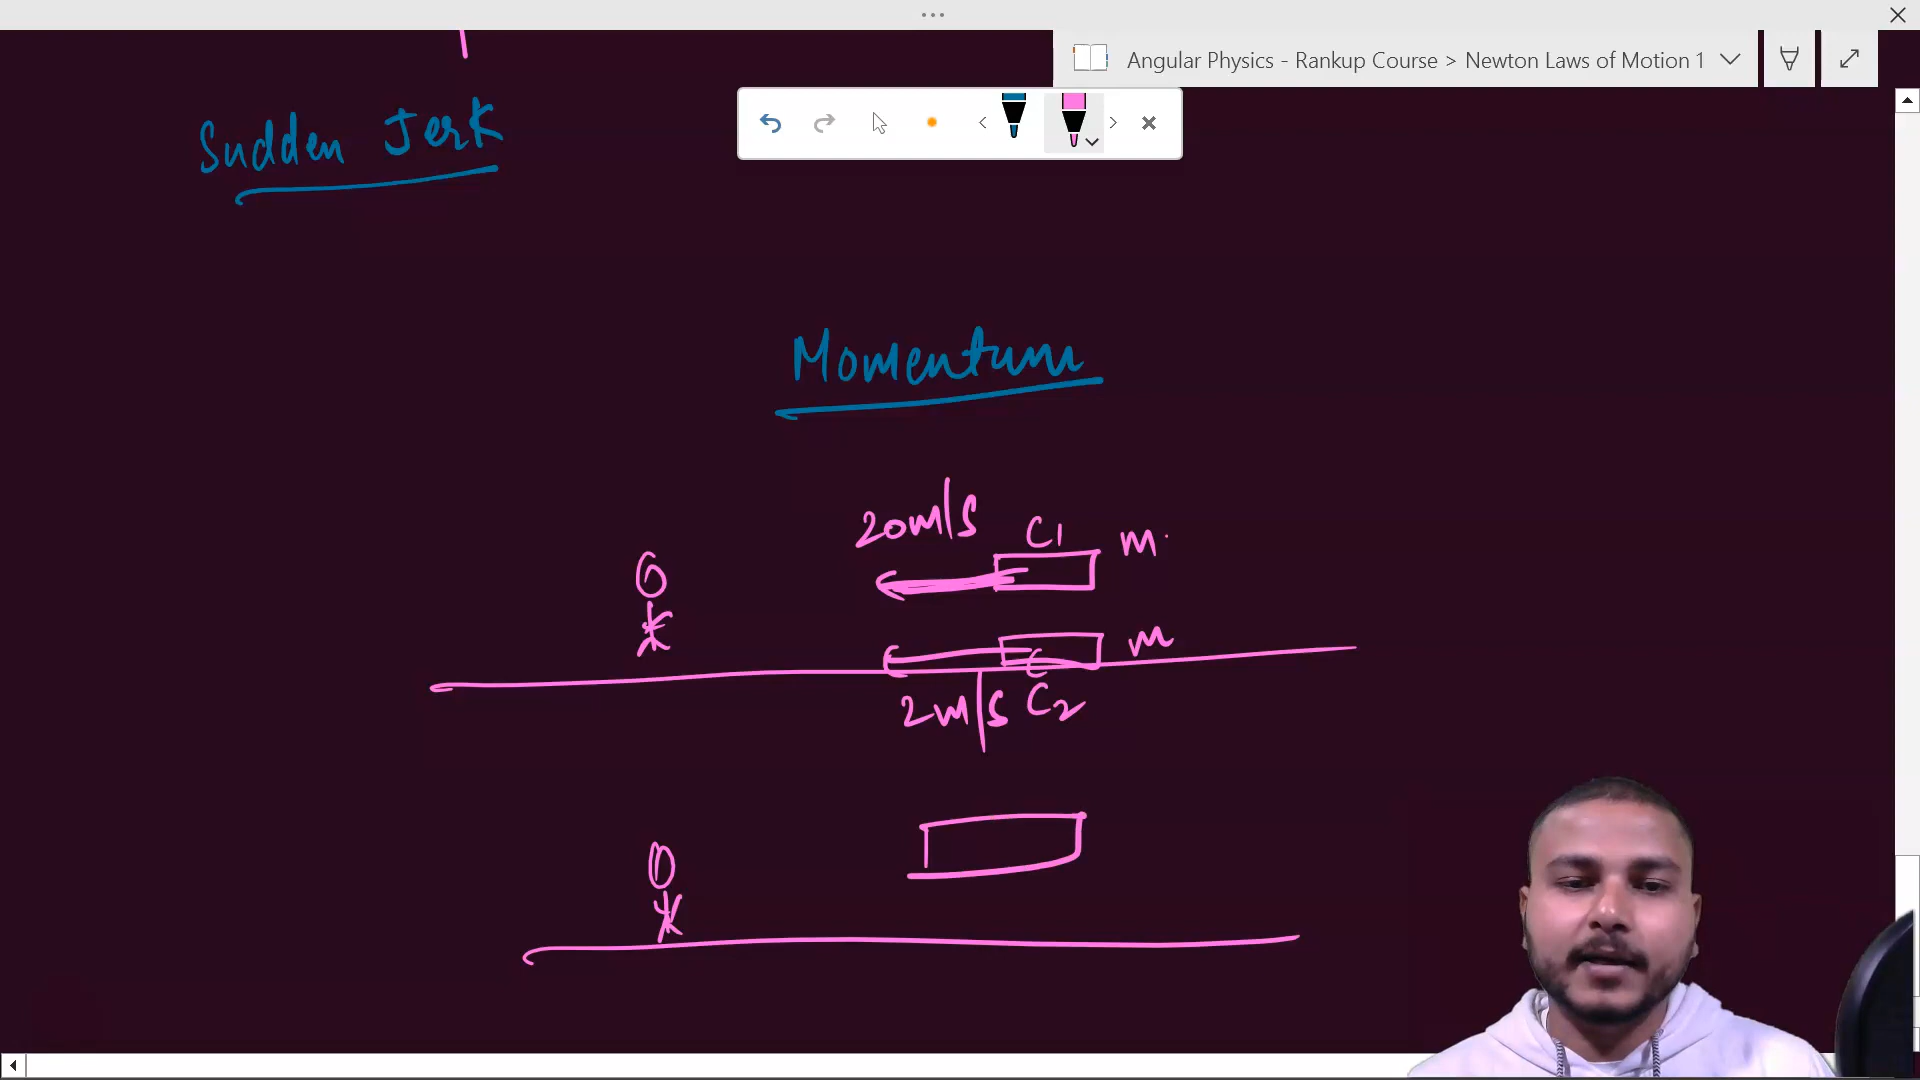 Angular Physics - Rankup Course > Newton Laws of Motion 1
Sudden Jerk
Momentum
20m/s
C1
m
m
2m/s C2